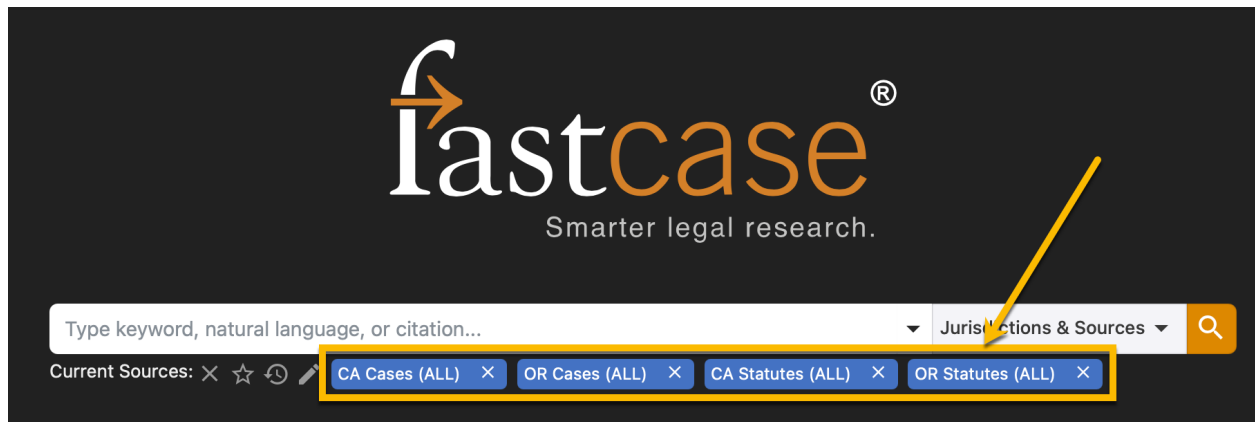 fastcase®
Smarter legal research.
Type keyword, natural language, or citation... Jurisdictions & Sources
Current Sources: CA Cases (ALL) × OR Cases (ALL) × CA Statutes (ALL) × OR Statutes (ALL) ×